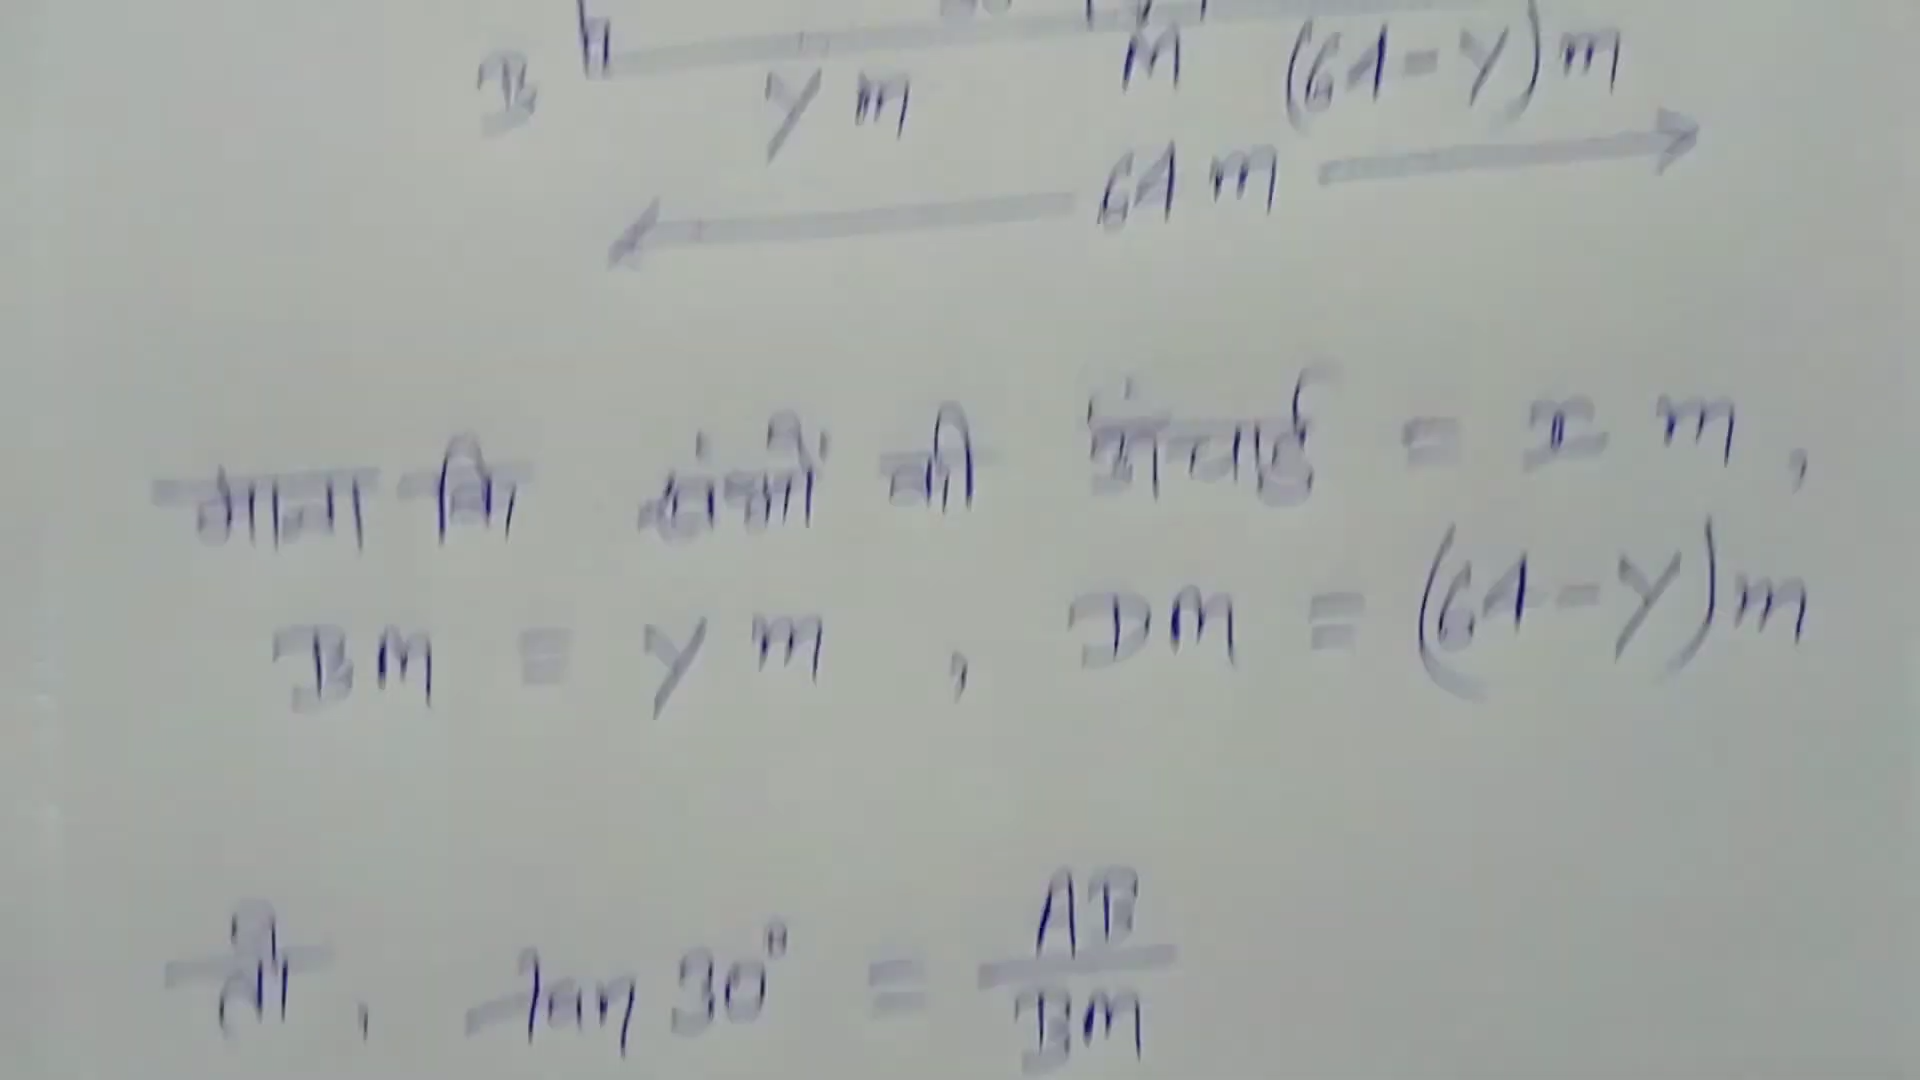 B Y m M (64-Y) m
64 m
माना कि खंभों की ऊंचाई = x m,
BM = Y m , DM = (64-Y) m
तो, tan 30° = AB/BM